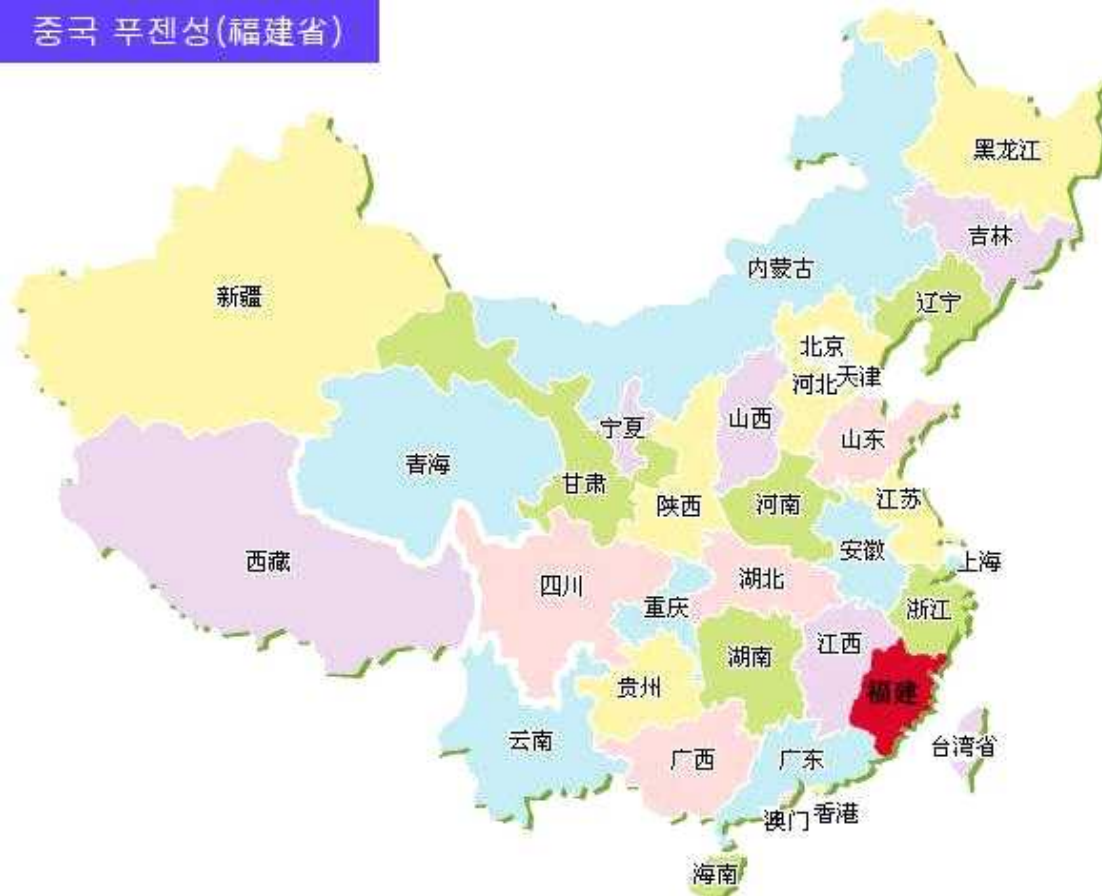 중국 푸젠성(福建省)
黑龙江
吉林
内蒙古
辽宁
新疆
北京
河北
天津
宁夏
山西
山东
青海
甘肃
陕西
河南
江苏
西藏
安徽
上海
四川
重庆
湖北
浙江
湖南
江西
贵州
福建
云南
广西
广东
台湾省
澳门
香港
海南